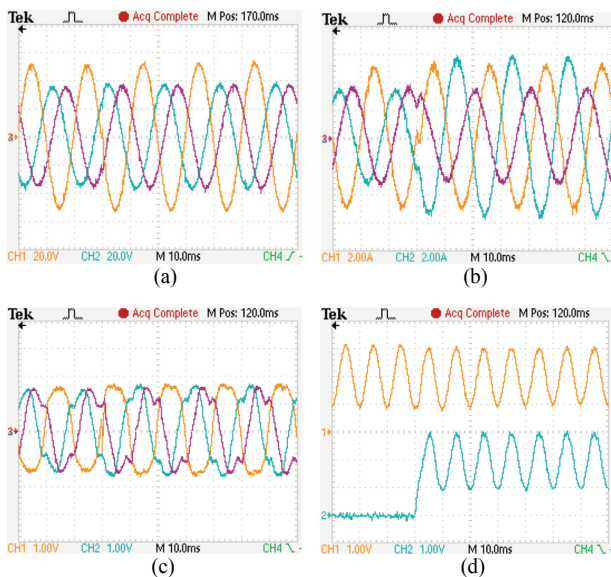 Tek Acq Complete M Pos: 170.0ms
3
CH1 20.0V CH2 20.0V M 10.0ms CH4
(a)
Tek Acq Complete M Pos: 120.0ms
3
CH1 2.00A CH2 2.00A M 10.0ms CH4
(b)
Tek Acq Complete M Pos: 120.0ms
3
CH1 1.00V CH2 1.00V M 10.0ms CH4
(c)
Tek Acq Complete M Pos: 120.0ms
1
2
CH1 1.00V CH2 1.00V M 10.0ms CH4
(d)